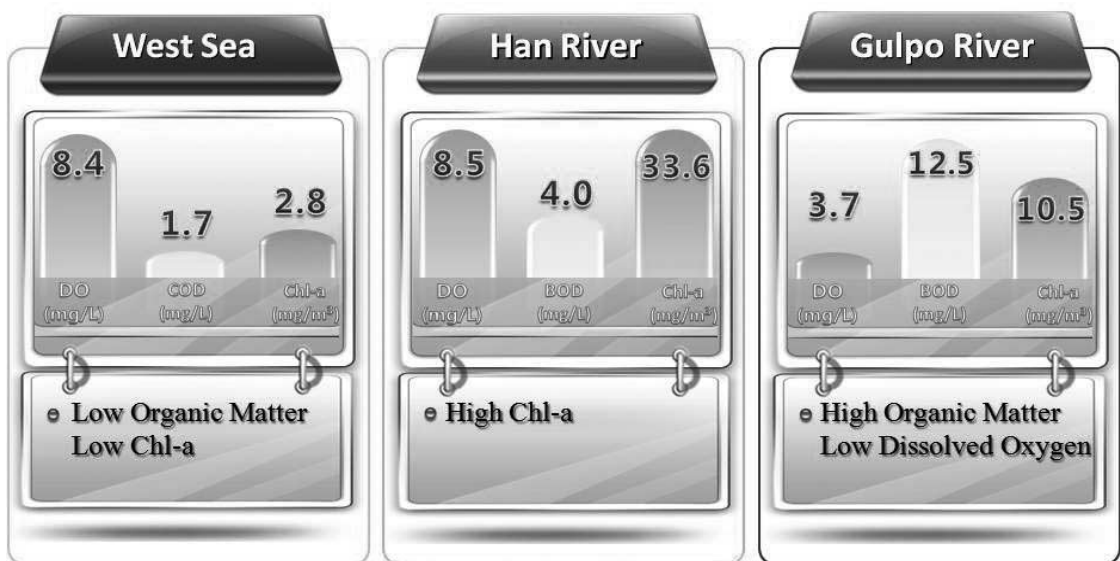 West Sea
8.4
1.7
2.8
DO
(mg/L)
COD
(mg/L)
Chl-a
(mg/m³)
Low Organic Matter
Low Chl-a
Han River
8.5
4.0
33.6
DO
(mg/L)
BOD
(mg/L)
Chl-a
(mg/m³)
High Chl-a
Gulpo River
3.7
12.5
10.5
DO
(mg/L)
BOD
(mg/L)
Chl-a
(mg/m³)
High Organic Matter
Low Dissolved Oxygen